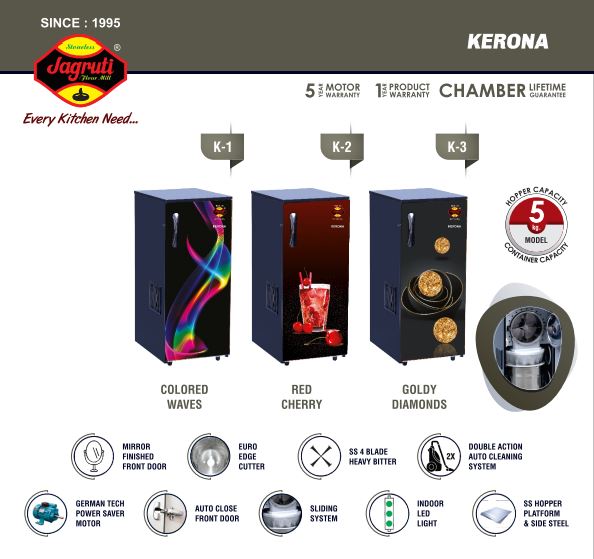 SINCE : 1995
Stoneless
Jagruti
Flour Mill
®
Every Kitchen Need...
KERONA
5 YEAR MOTOR WARRANTY
1 YEAR PRODUCT WARRANTY
CHAMBER LIFETIME GUARANTEE
K-1
K-2
K-3
KERONA
KERONA
KERONA
HOPPER CAPACITY
5
kg.
MODEL
CONTAINER CAPACITY
COLORED
WAVES
RED
CHERRY
GOLDY
DIAMONDS
MIRROR
FINISHED
FRONT DOOR
EURO
EDGE
CUTTER
SS 4 BLADE
HEAVY BITTER
2X
DOUBLE ACTION
AUTO CLEANING
SYSTEM
GERMAN TECH
POWER SAVER
MOTOR
AUTO CLOSE
FRONT DOOR
SLIDING
SYSTEM
INDOOR
LED
LIGHT
SS HOPPER
PLATFORM
& SIDE STEEL